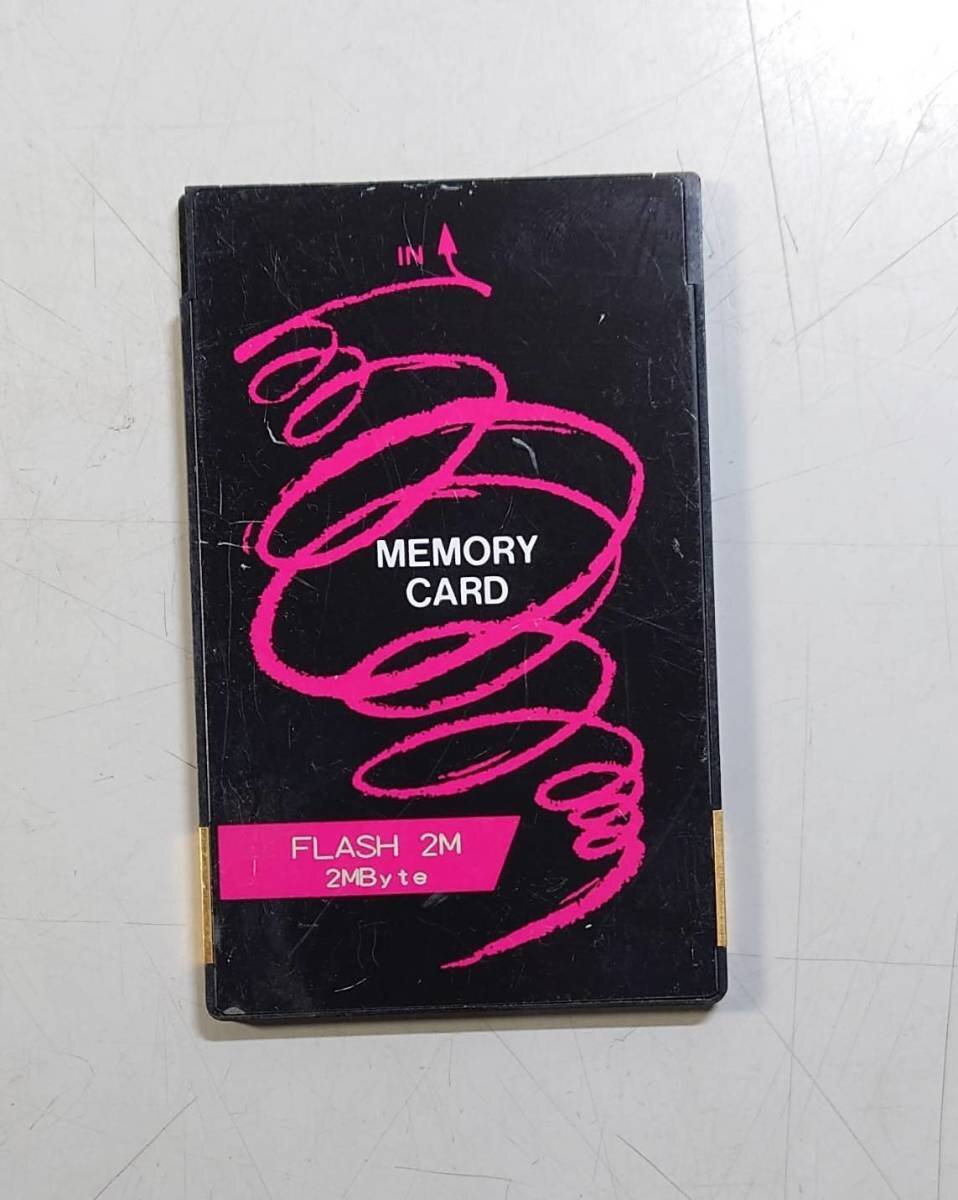 IN
MEMORY
CARD
FLASH 2M
2MByte